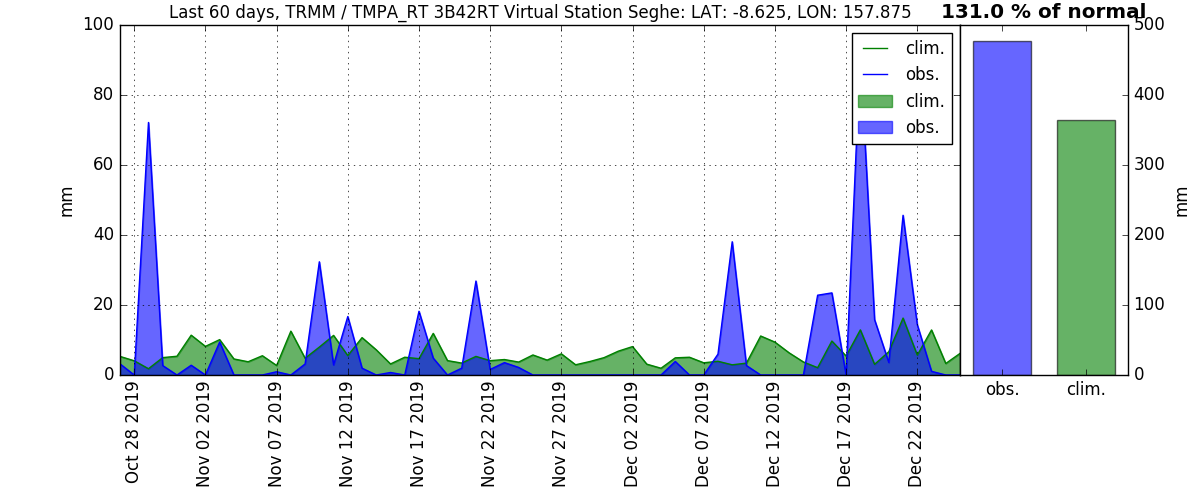 Last 60 days, TRMM / TMPA_RT 3B42RT Virtual Station Seghe: LAT: -8.625, LON: 157.875
131.0 % of normal
100
80
60
40
20
0
mm
clim.
obs.
clim.
obs.
500
400
300
200
100
0
mm
Oct 28 2019
Nov 02 2019
Nov 07 2019
Nov 12 2019
Nov 17 2019
Nov 22 2019
Nov 27 2019
Dec 02 2019
Dec 07 2019
Dec 12 2019
Dec 17 2019
Dec 22 2019
obs.
clim.